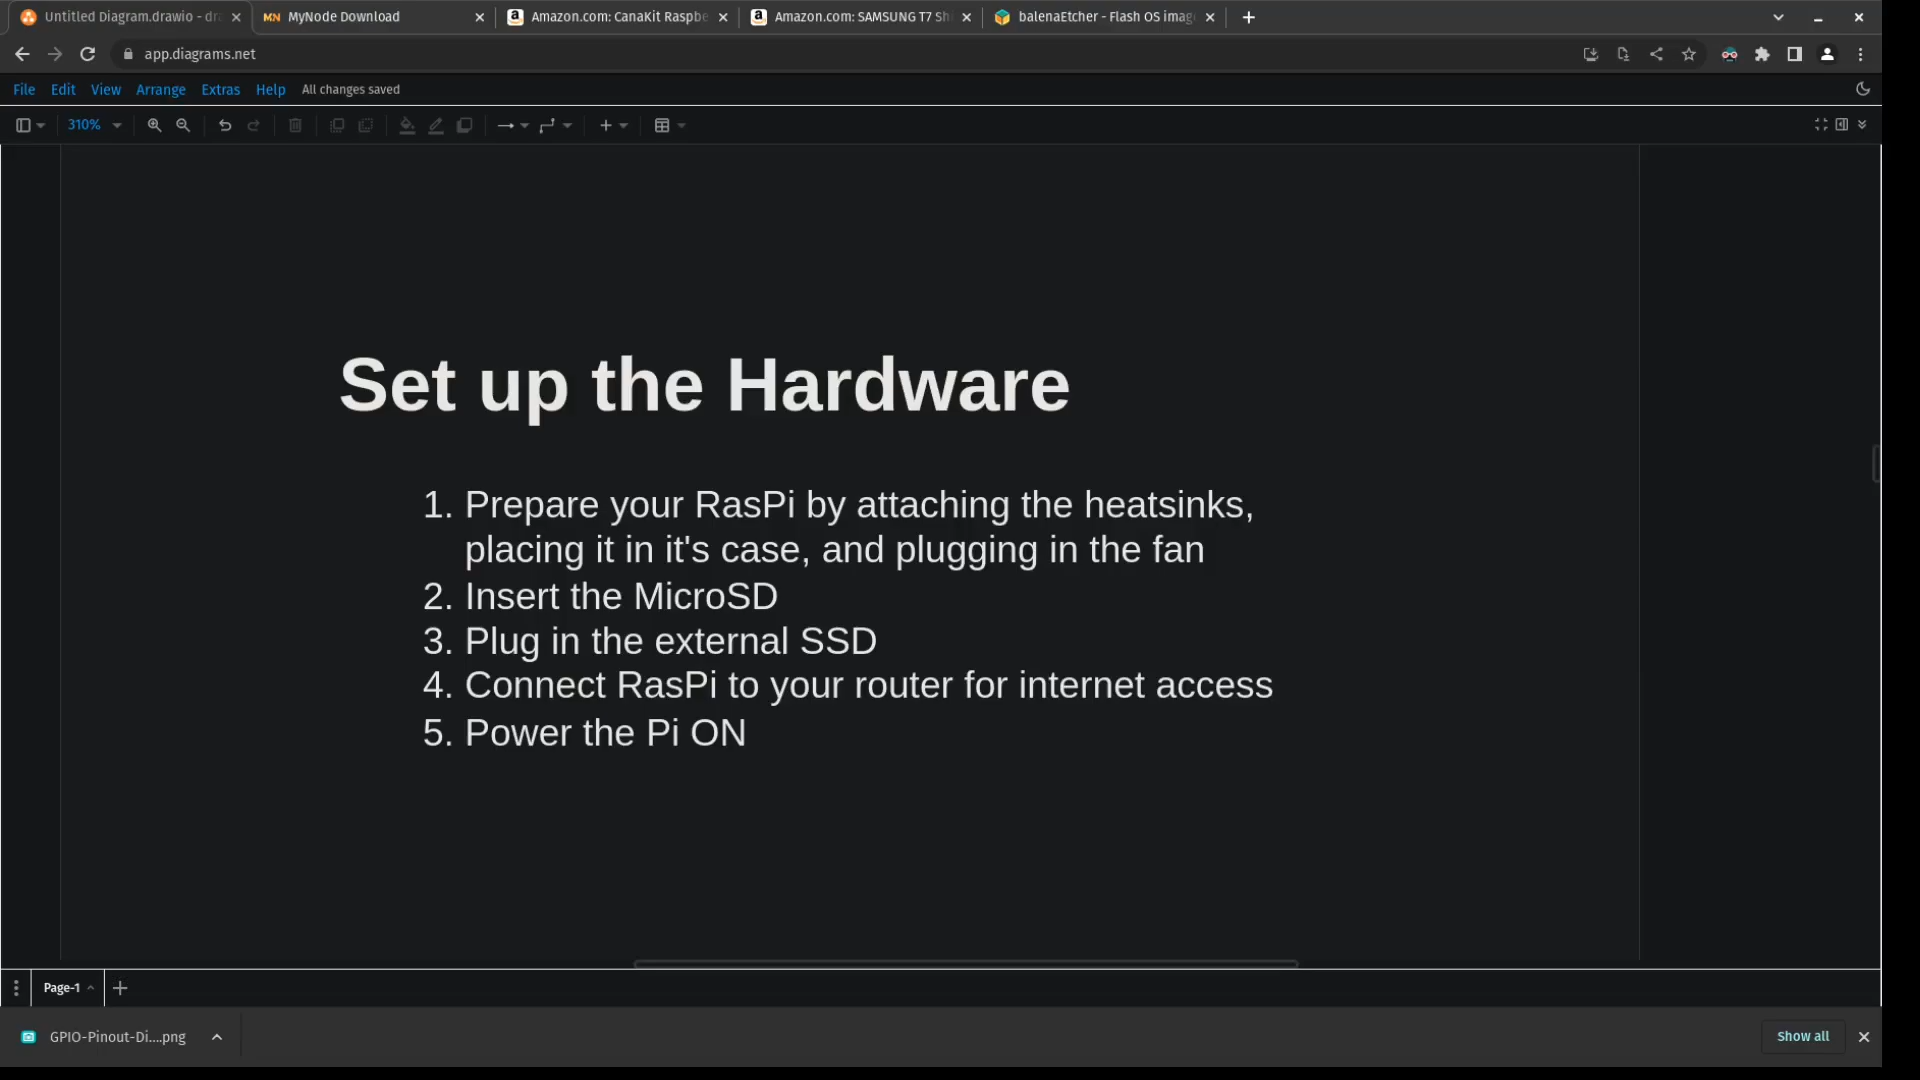 Untitled Diagram.drawio - dr
MyNode Download
Amazon.com: CanaKit Raspbe
Amazon.com: SAMSUNG T7 Sh
balenaEtcher - Flash OS imag
app.diagrams.net
File Edit View Arrange Extras Help All changes saved
310%
Set up the Hardware
1. Prepare your RasPi by attaching the heatsinks,
placing it in it's case, and plugging in the fan
2. Insert the MicroSD
3. Plug in the external SSD
4. Connect RasPi to your router for internet access
5. Power the Pi ON
Page-1
GPIO-Pinout-Di....png
Show all